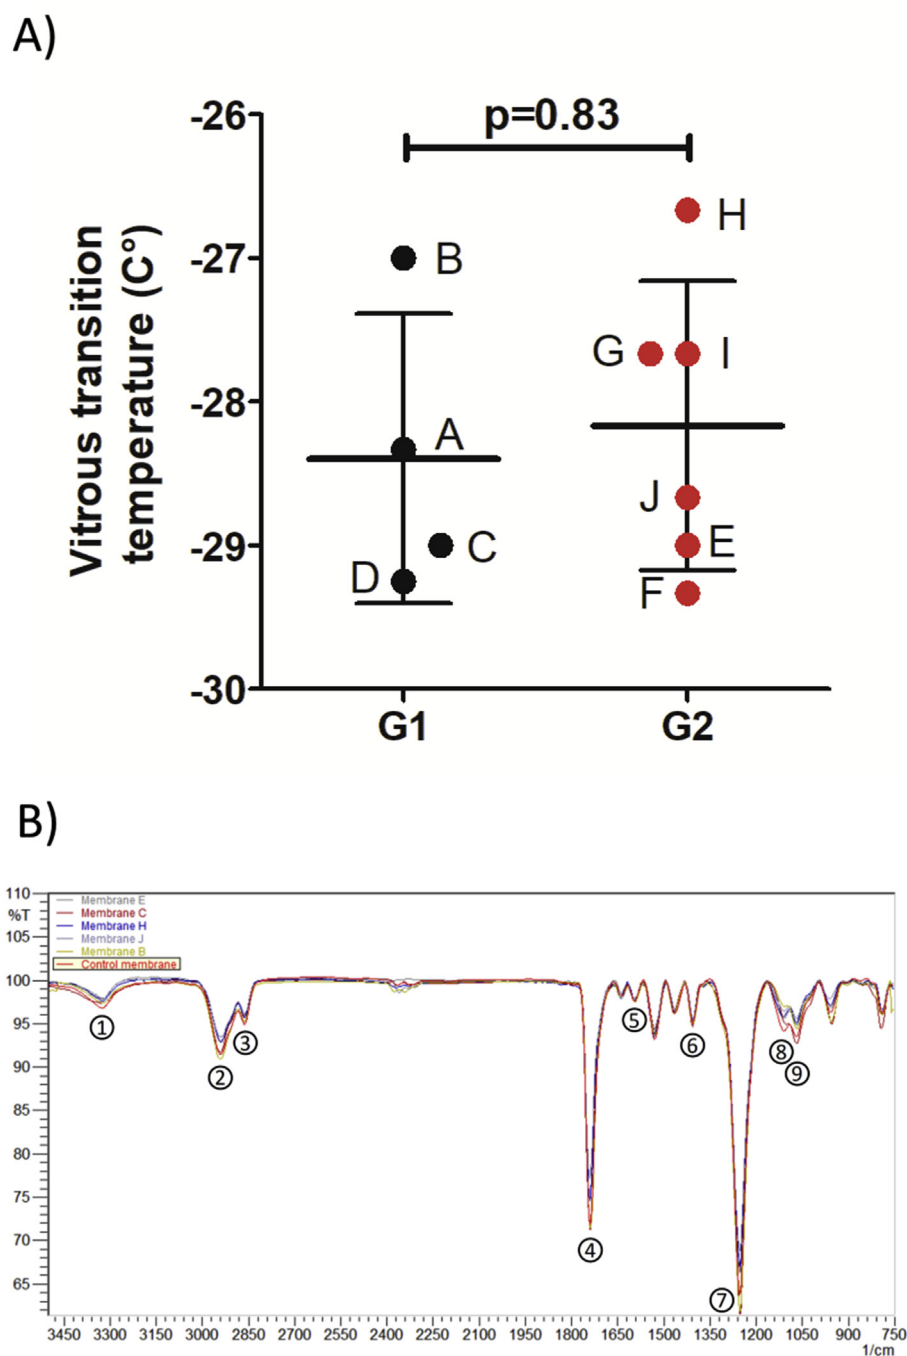 A)
p=0.83
Vitrous transition
temperature (C°)
-26
-27
-28
-29
-30
B
A
C
D
H
G
I
J
E
F
G1
G2
B)
110
%T
105
100
95
90
85
80
75
70
65
Membrane E
Membrane C
Membrane H
Membrane J
Membrane B
Control membrane
①
②
③
④
⑤
⑥
⑦
⑧
⑨
3450 3300 3150 3000 2850 2700 2550 2400 2250 2100 1950 1800 1650 1500 1350 1200 1050 900 750
1/cm